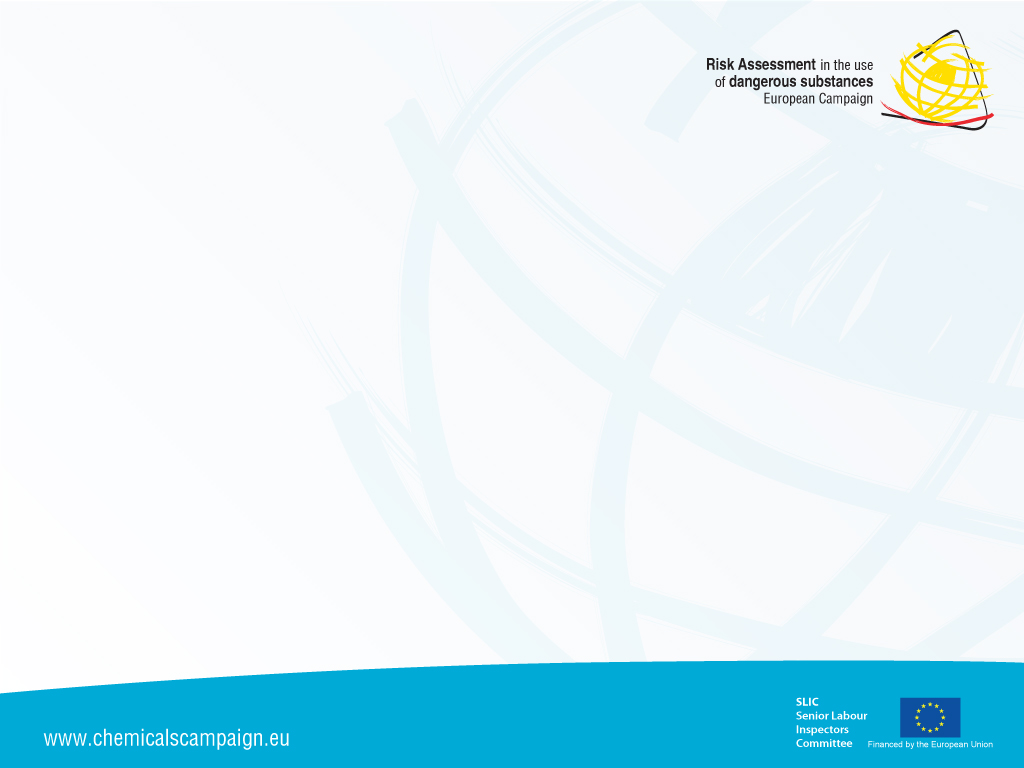 Risk Assessment in the use
of dangerous substances
European Campaign
www.chemicalscampaign.eu
SLIC
Senior Labour
Inspectors
Committee
Financed by the European Union